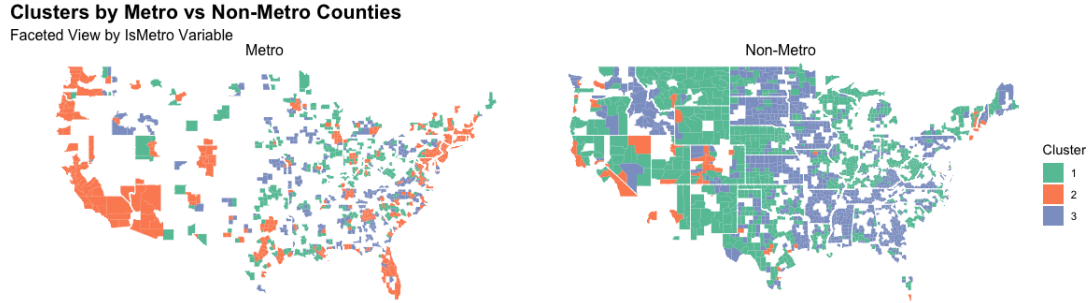 Clusters by Metro vs Non-Metro Counties
Faceted View by IsMetro Variable
Metro
Non-Metro
Cluster
1
2
3